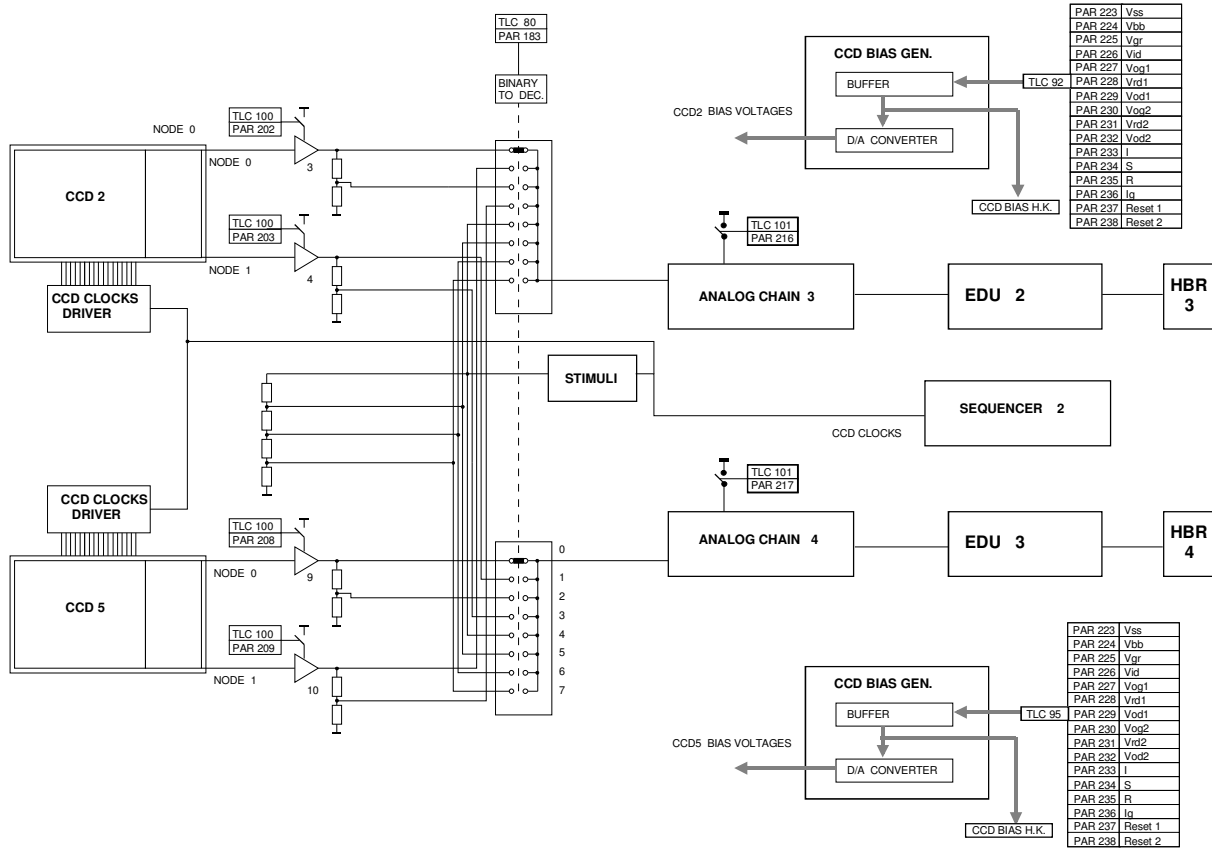 TLC 80
PAR 183
BINARY
TO DEC.
PAR 223 Vss
PAR 224 Vbb
PAR 225 Vgr
PAR 226 Vid
PAR 227 Vog1
PAR 228 Vrd1
PAR 229 Vod1
PAR 230 Vog2
PAR 231 Vrd2
PAR 232 Vod2
PAR 233 I
PAR 234 S
PAR 235 R
PAR 236 Ig
PAR 237 Reset 1
PAR 238 Reset 2
TLC 92
CCD BIAS GEN.
BUFFER
D/A CONVERTER
CCD2 BIAS VOLTAGES
CCD BIAS H.K.
NODE 0
TLC 100
PAR 202
NODE 0
3
CCD 2
TLC 100
PAR 203
NODE 1
4
CCD CLOCKS
DRIVER
TLC 101
PAR 216
ANALOG CHAIN 3
EDU 2
HBR
3
STIMULI
SEQUENCER 2
CCD CLOCKS
TLC 101
PAR 217
ANALOG CHAIN 4
EDU 3
HBR
4
CCD CLOCKS
DRIVER
TLC 100
PAR 208
NODE 0
9
CCD 5
TLC 100
PAR 209
NODE 1
10
0
1
2
3
4
5
6
7
CCD BIAS GEN.
BUFFER
D/A CONVERTER
CCD5 BIAS VOLTAGES
CCD BIAS H.K.
TLC 95
PAR 223 Vss
PAR 224 Vbb
PAR 225 Vgr
PAR 226 Vid
PAR 227 Vog1
PAR 228 Vrd1
PAR 229 Vod1
PAR 230 Vog2
PAR 231 Vrd2
PAR 232 Vod2
PAR 233 I
PAR 234 S
PAR 235 R
PAR 236 Ig
PAR 237 Reset 1
PAR 238 Reset 2